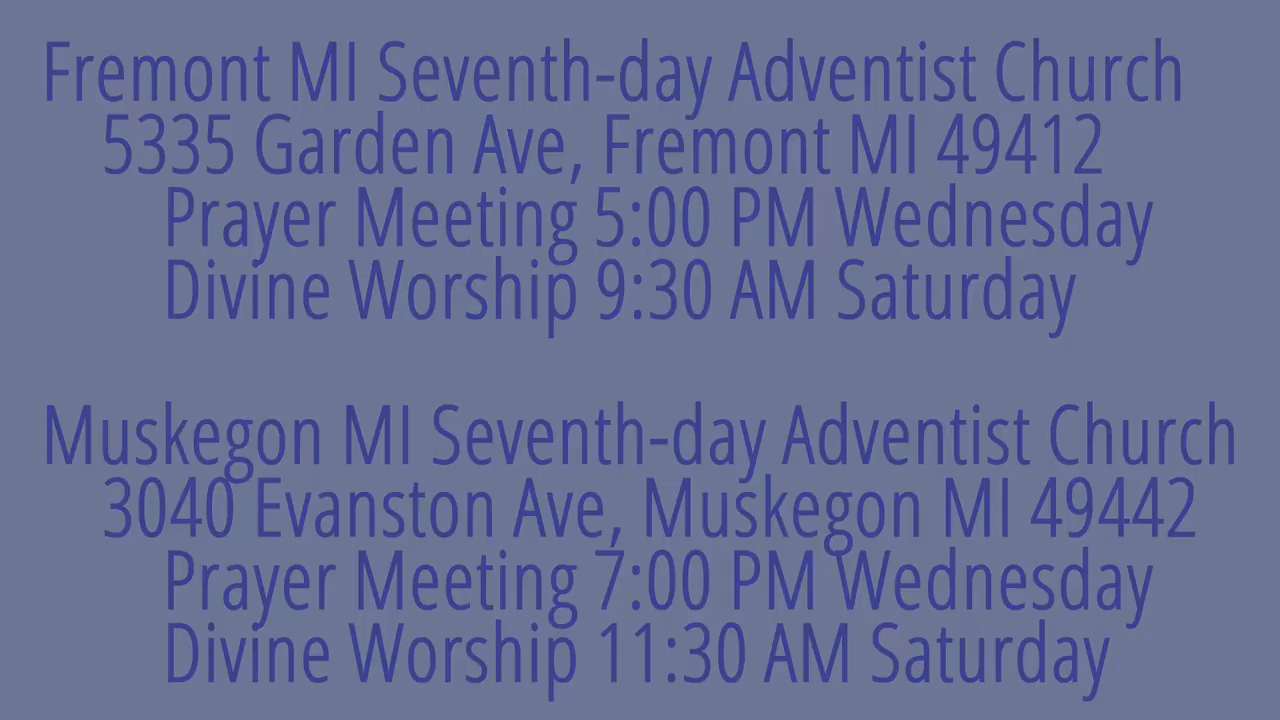 Fremont MI Seventh-day Adventist Church
5335 Garden Ave, Fremont MI 49412
Prayer Meeting 5:00 PM Wednesday
Divine Worship 9:30 AM Saturday
Muskegon MI Seventh-day Adventist Church
3040 Evanston Ave, Muskegon MI 49442
Prayer Meeting 7:00 PM Wednesday
Divine Worship 11:30 AM Saturday